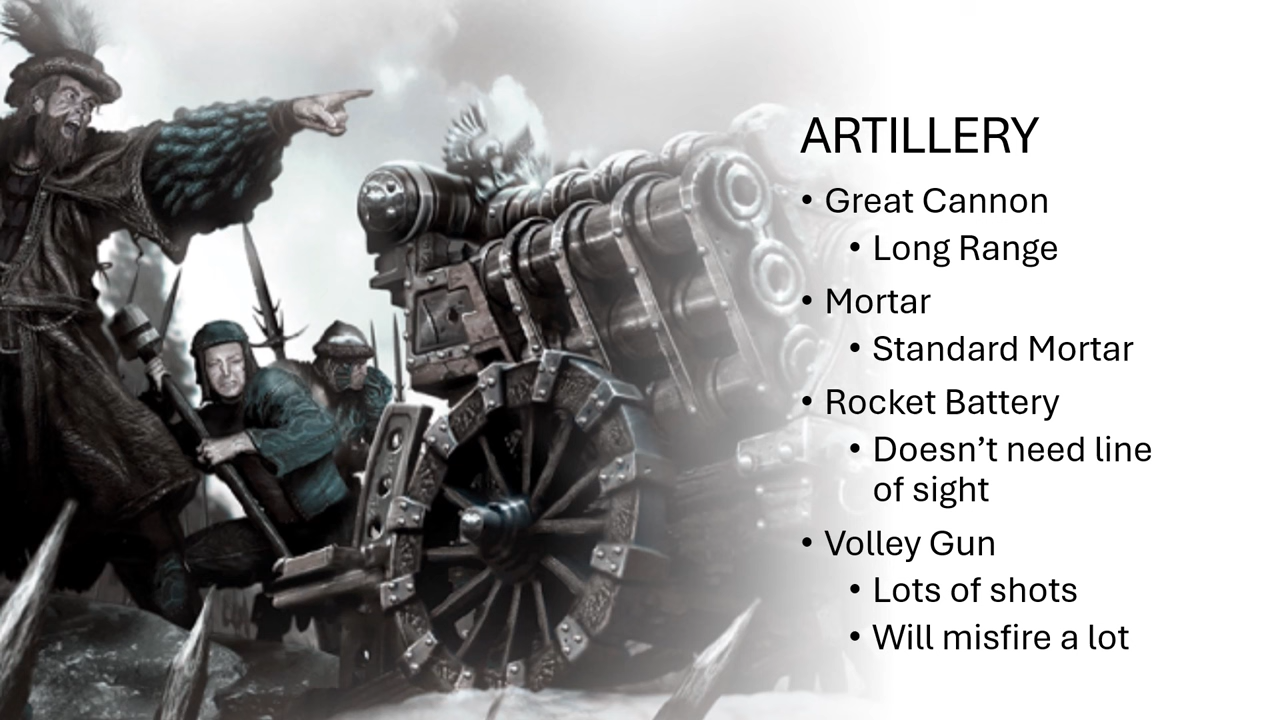 ARTILLERY
• Great Cannon
• Long Range
• Mortar
• Standard Mortar
• Rocket Battery
• Doesn’t need line
of sight
• Volley Gun
• Lots of shots
• Will misfire a lot